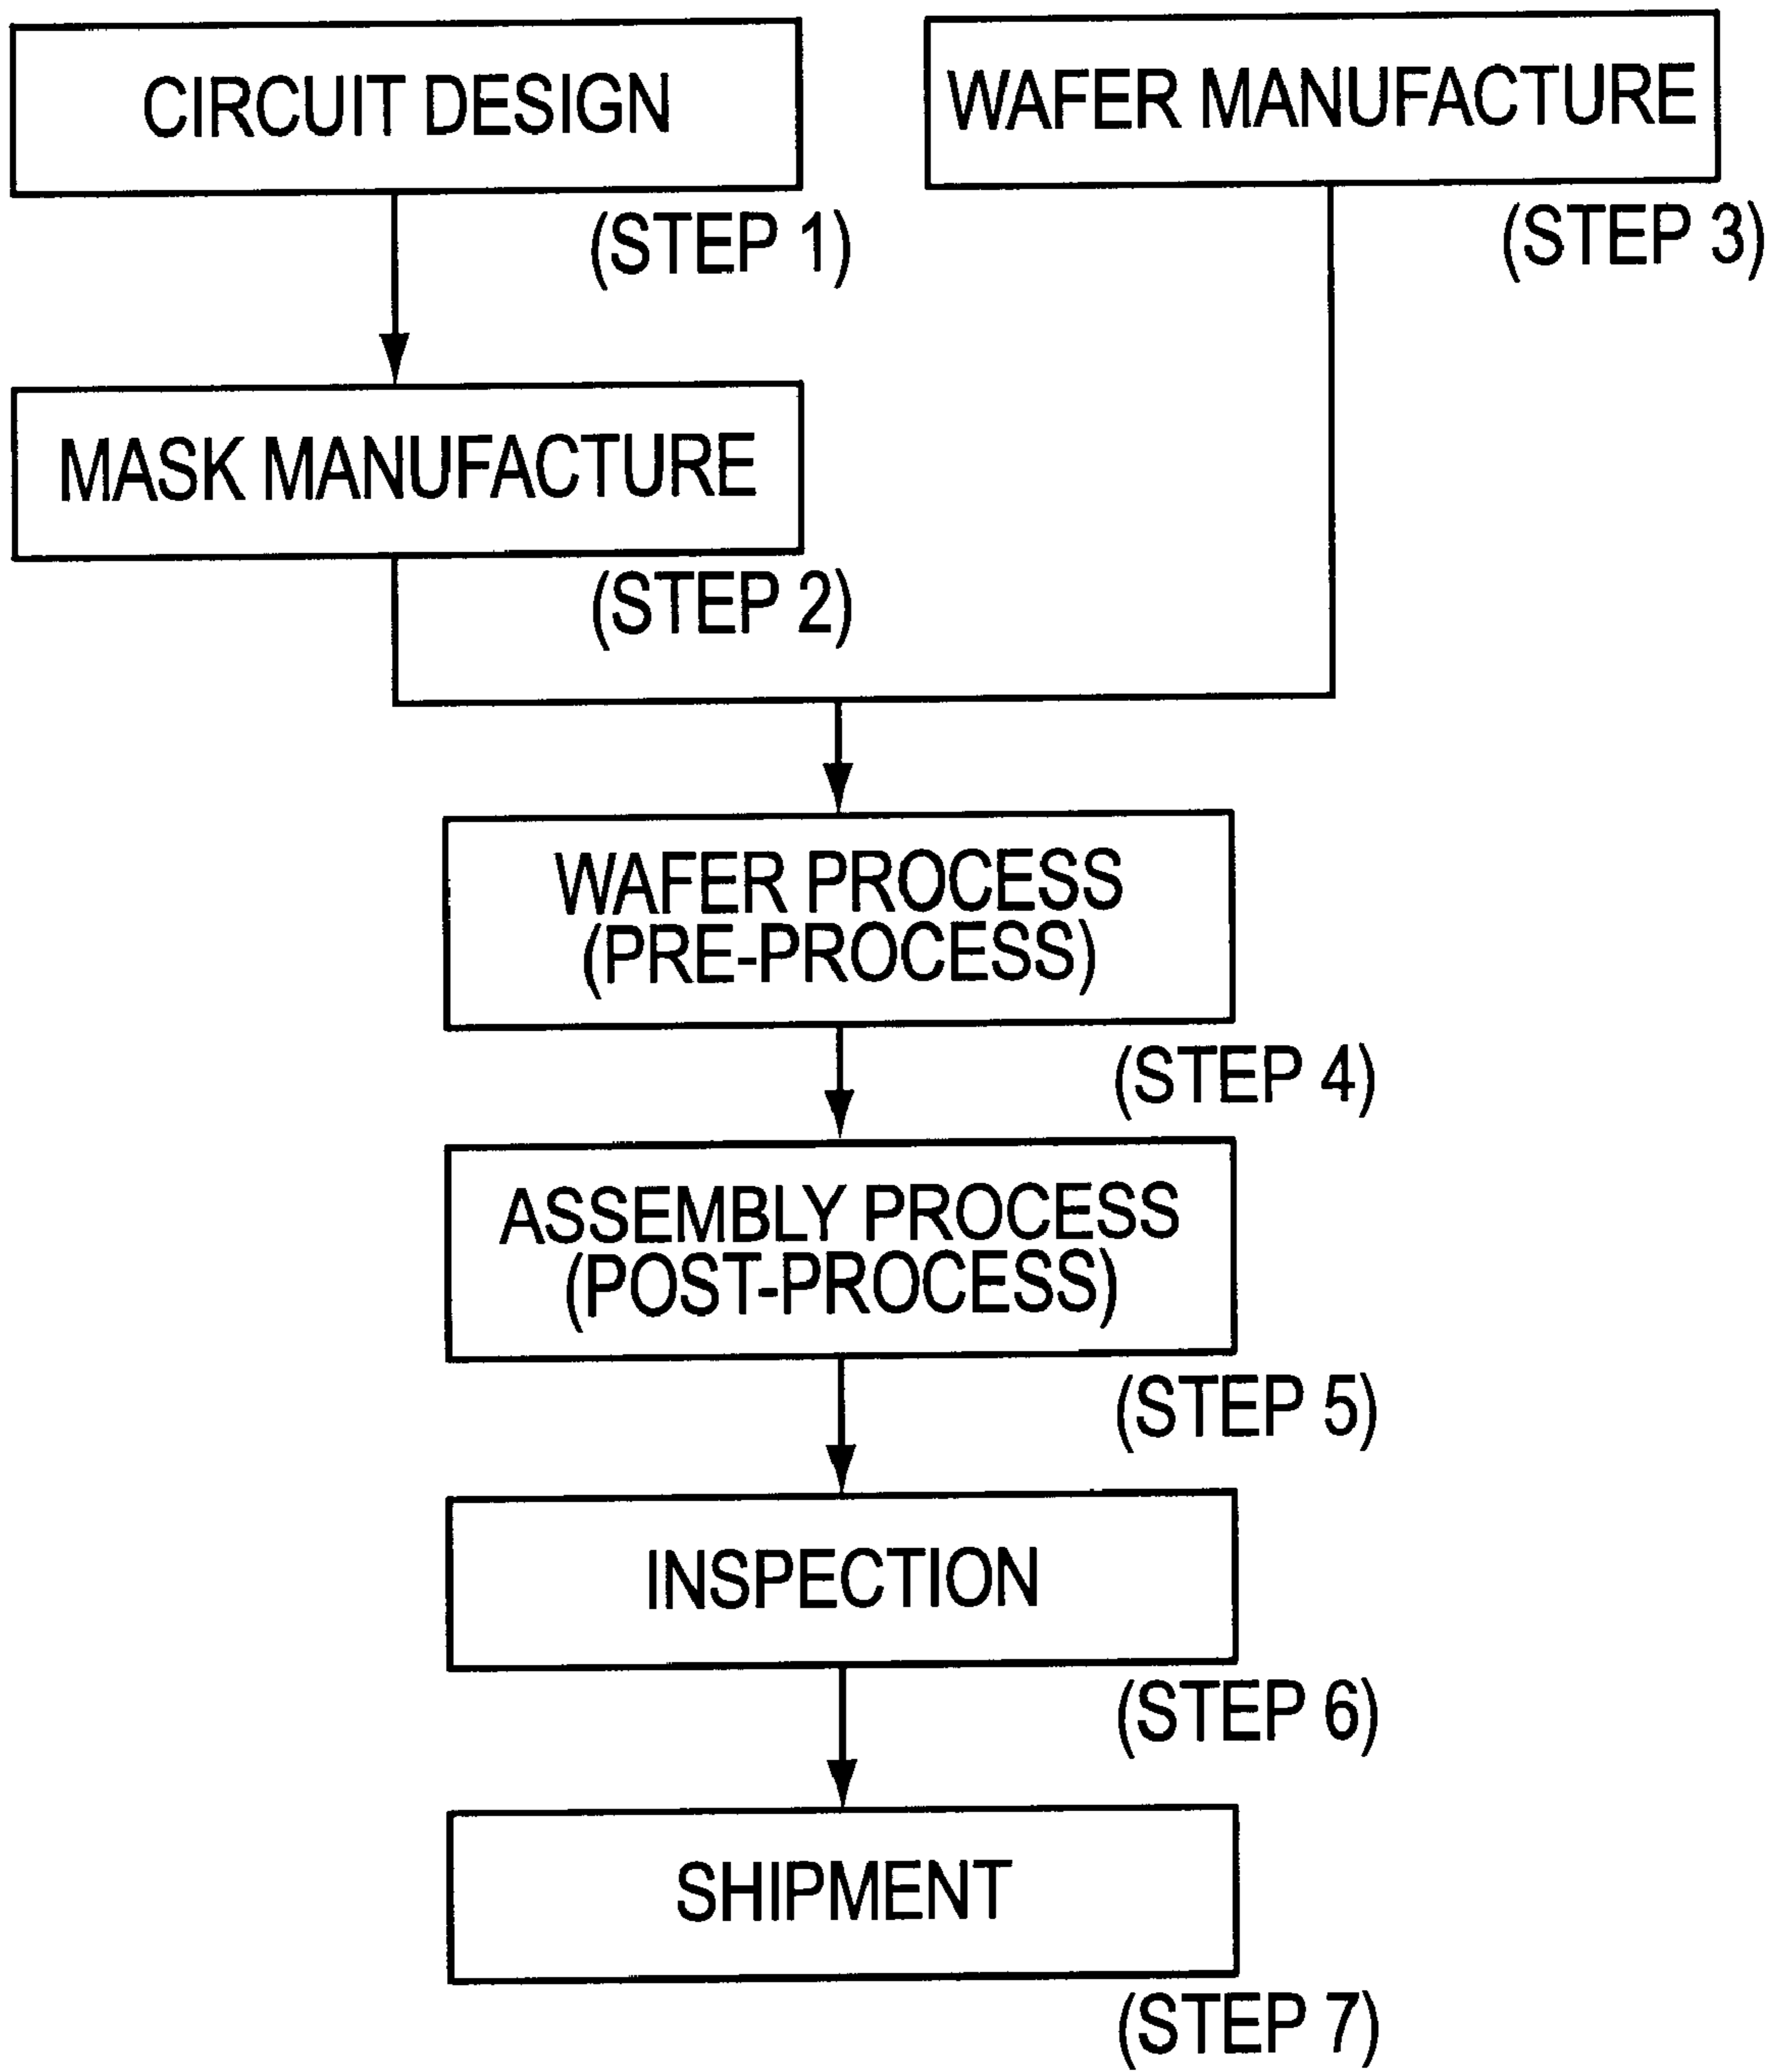 CIRCUIT DESIGN
(STEP 1)
WAFER MANUFACTURE
(STEP 3)
MASK MANUFACTURE
(STEP 2)
WAFER PROCESS
(PRE-PROCESS)
(STEP 4)
ASSEMBLY PROCESS
(POST-PROCESS)
(STEP 5)
INSPECTION
(STEP 6)
SHIPMENT
(STEP 7)